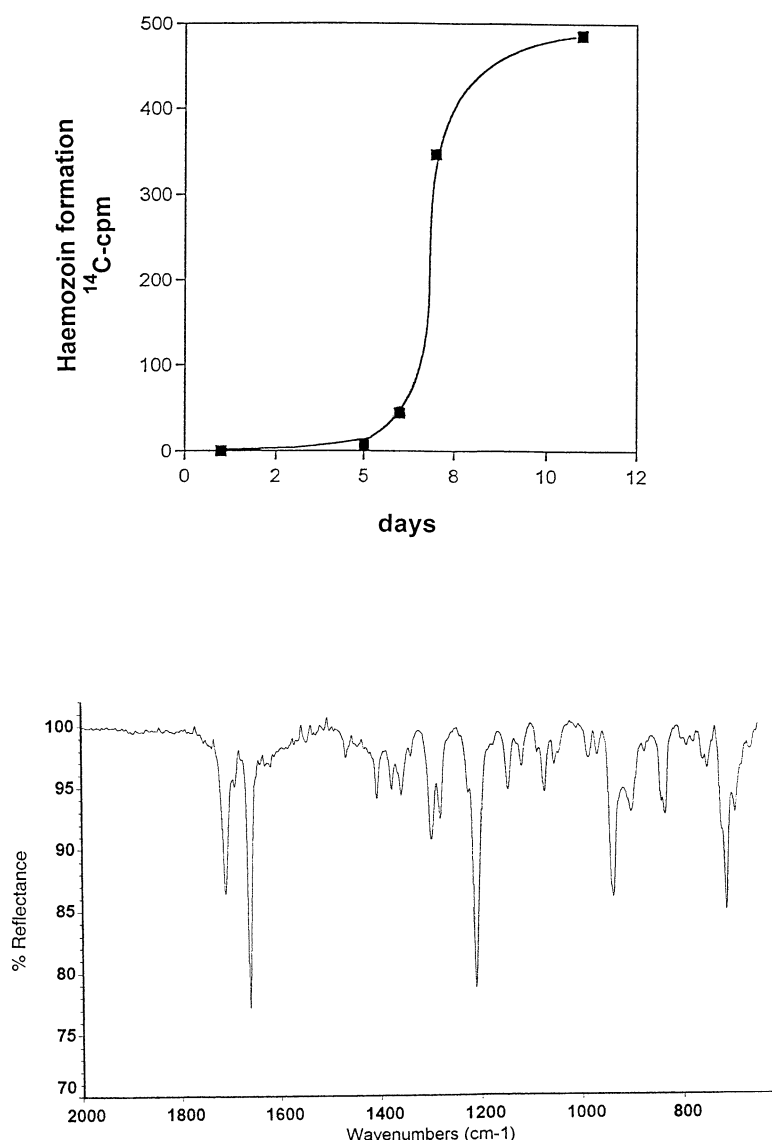 500
400
300
200
100
0
Haemozoin formation
¹⁴C-cpm
0 2 5 8 10 12
days
100
95
90
85
80
75
70
% Reflectance
2000 1800 1600 1400 1200 1000 800
Wavenumbers (cm-1)